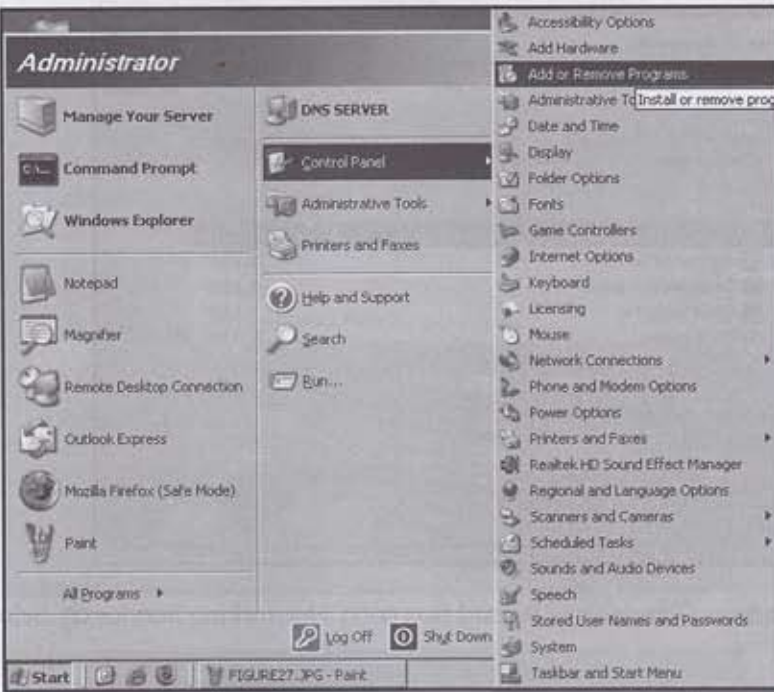 Administrator
Manage Your Server
Command Prompt
Windows Explorer
Notepad
Magnifier
Remote Desktop Connection
Outlook Express
Mozilla Firefox (Safe Mode)
Paint
All Programs
DNS SERVER
Control Panel
Administrative Tools
Printers and Faxes
Help and Support
Search
Run...
Accessibility Options
Add Hardware
Add or Remove Programs
Administrative To
Install or remove prog
Date and Time
Display
Folder Options
Fonts
Game Controllers
Internet Options
Keyboard
Licensing
Mouse
Network Connections
Phone and Modem Options
Power Options
Printers and Faxes
Realtek HD Sound Effect Manager
Regional and Language Options
Scanners and Cameras
Scheduled Tasks
Sounds and Audio Devices
Speech
Stored User Names and Passwords
System
Taskbar and Start Menu
Log Off
Shut Down
Start
FIGURE27.JPG - Paint